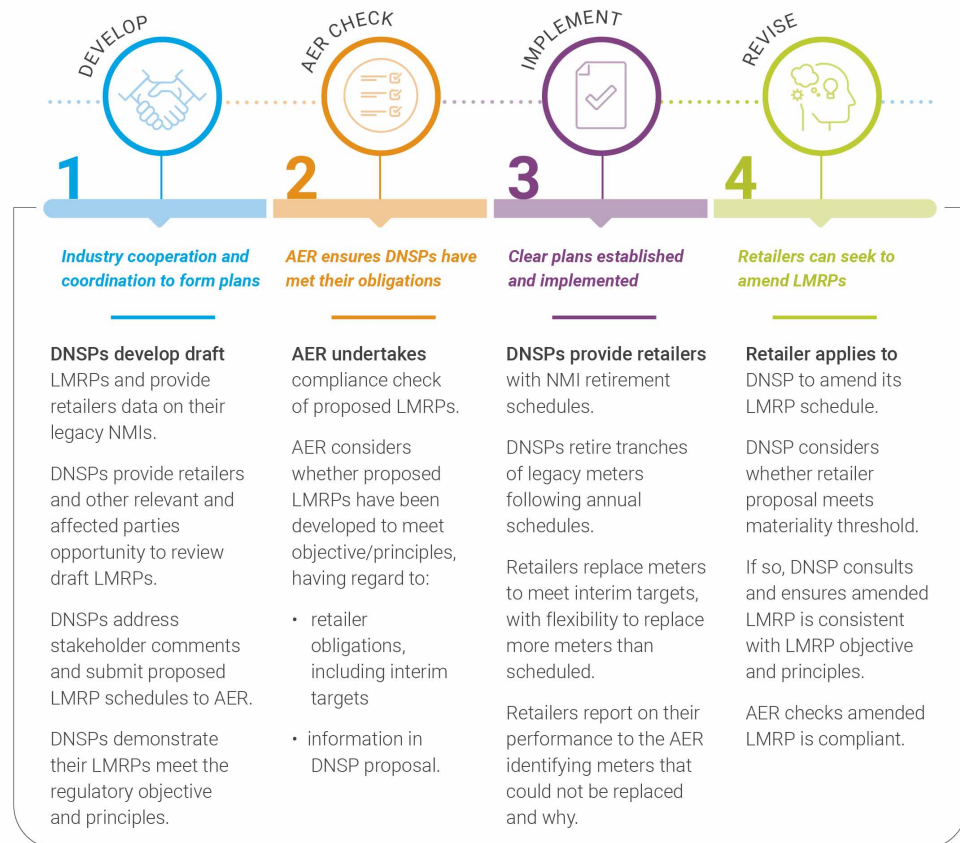 DEVELOP
1
Industry cooperation and
coordination to form plans
DNSPs develop draft
LMRPs and provide
retailers data on their
legacy NMIs.
DNSPs provide retailers
and other relevant and
affected parties
opportunity to review
draft LMRPs.
DNSPs address
stakeholder comments
and submit proposed
LMRP schedules to AER.
DNSPs demonstrate
their LMRPs meet the
regulatory objective
and principles.
AER CHECK
2
AER ensures DNSPs have
met their obligations
AER undertakes
compliance check
of proposed LMRPs.
AER considers
whether proposed
LMRPs have been
developed to meet
objective/principles,
having regard to:
• retailer
obligations,
including interim
targets
• information in
DNSP proposal.
IMPLEMENT
3
Clear plans established
and implemented
DNSPs provide retailers
with NMI retirement
schedules.
DNSPs retire tranches
of legacy meters
following annual
schedules.
Retailers replace meters
to meet interim targets,
with flexibility to replace
more meters than
scheduled.
Retailers report on their
performance to the AER
identifying meters that
could not be replaced
and why.
REVISE
4
Retailers can seek to
amend LMRPs
Retailer applies to
DNSP to amend its
LMRP schedule.
DNSP considers
whether retailer
proposal meets
materiality threshold.
If so, DNSP consults
and ensures amended
LMRP is consistent
with LMRP objective
and principles.
AER checks amended
LMRP is compliant.